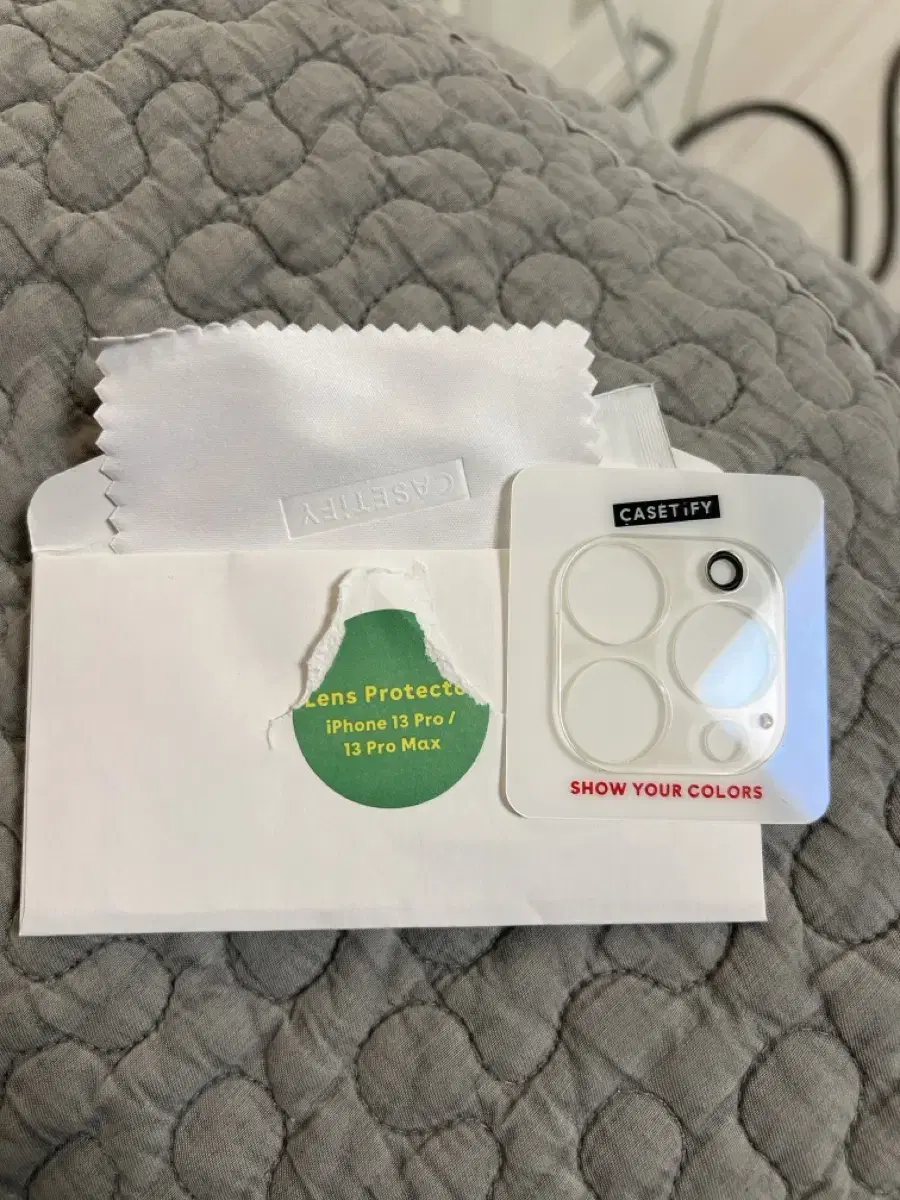 CASETiFY
CASETiFY
Lens Protecto
iPhone 13 Pro /
13 Pro Max
SHOW YOUR COLORS